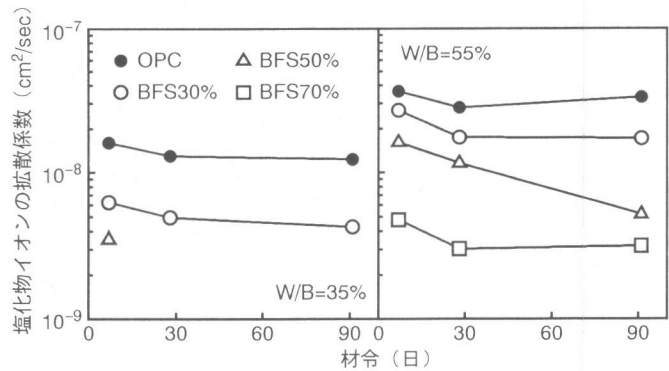 塩化物イオンの拡散係数 (cm²/sec)
10⁻⁷
10⁻⁸
10⁻⁹
OPC
BFS50%
BFS30%
BFS70%
W/B=35%
W/B=55%
0 30 60 90 0 30 60 90
材令(日)